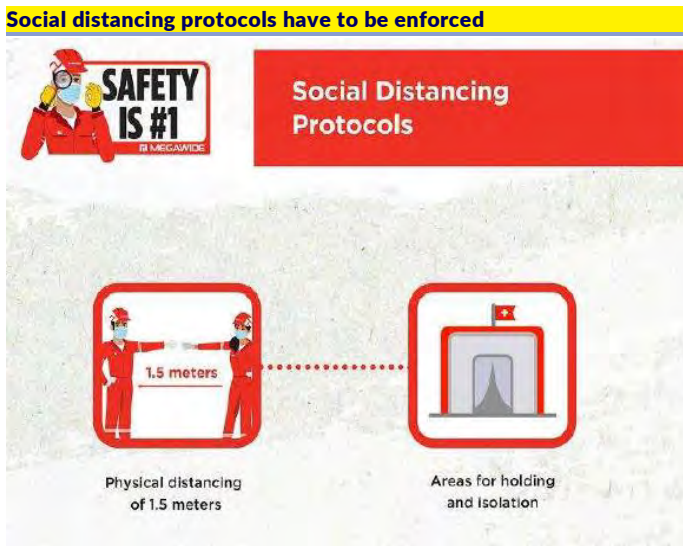 Social distancing protocols have to be enforced
SAFETY
IS #1
MEGAWIDE
Social Distancing
Protocols
1.5 meters
Physical distancing
of 1.5 meters
Areas for holding
and isolation